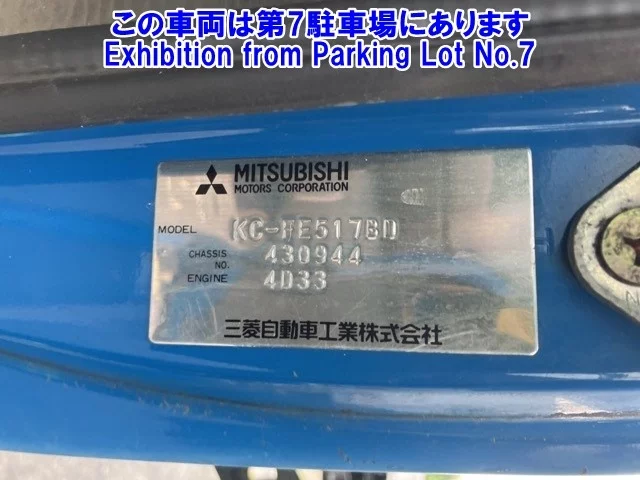 この車両は第7駐車場にあります
Exhibition from Parking Lot No.7
MITSUBISHI
MOTORS CORPORATION
MODEL KC-FE517BD
CHASSIS NO. 430944
ENGINE 4D33
三菱自動車工業株式会社